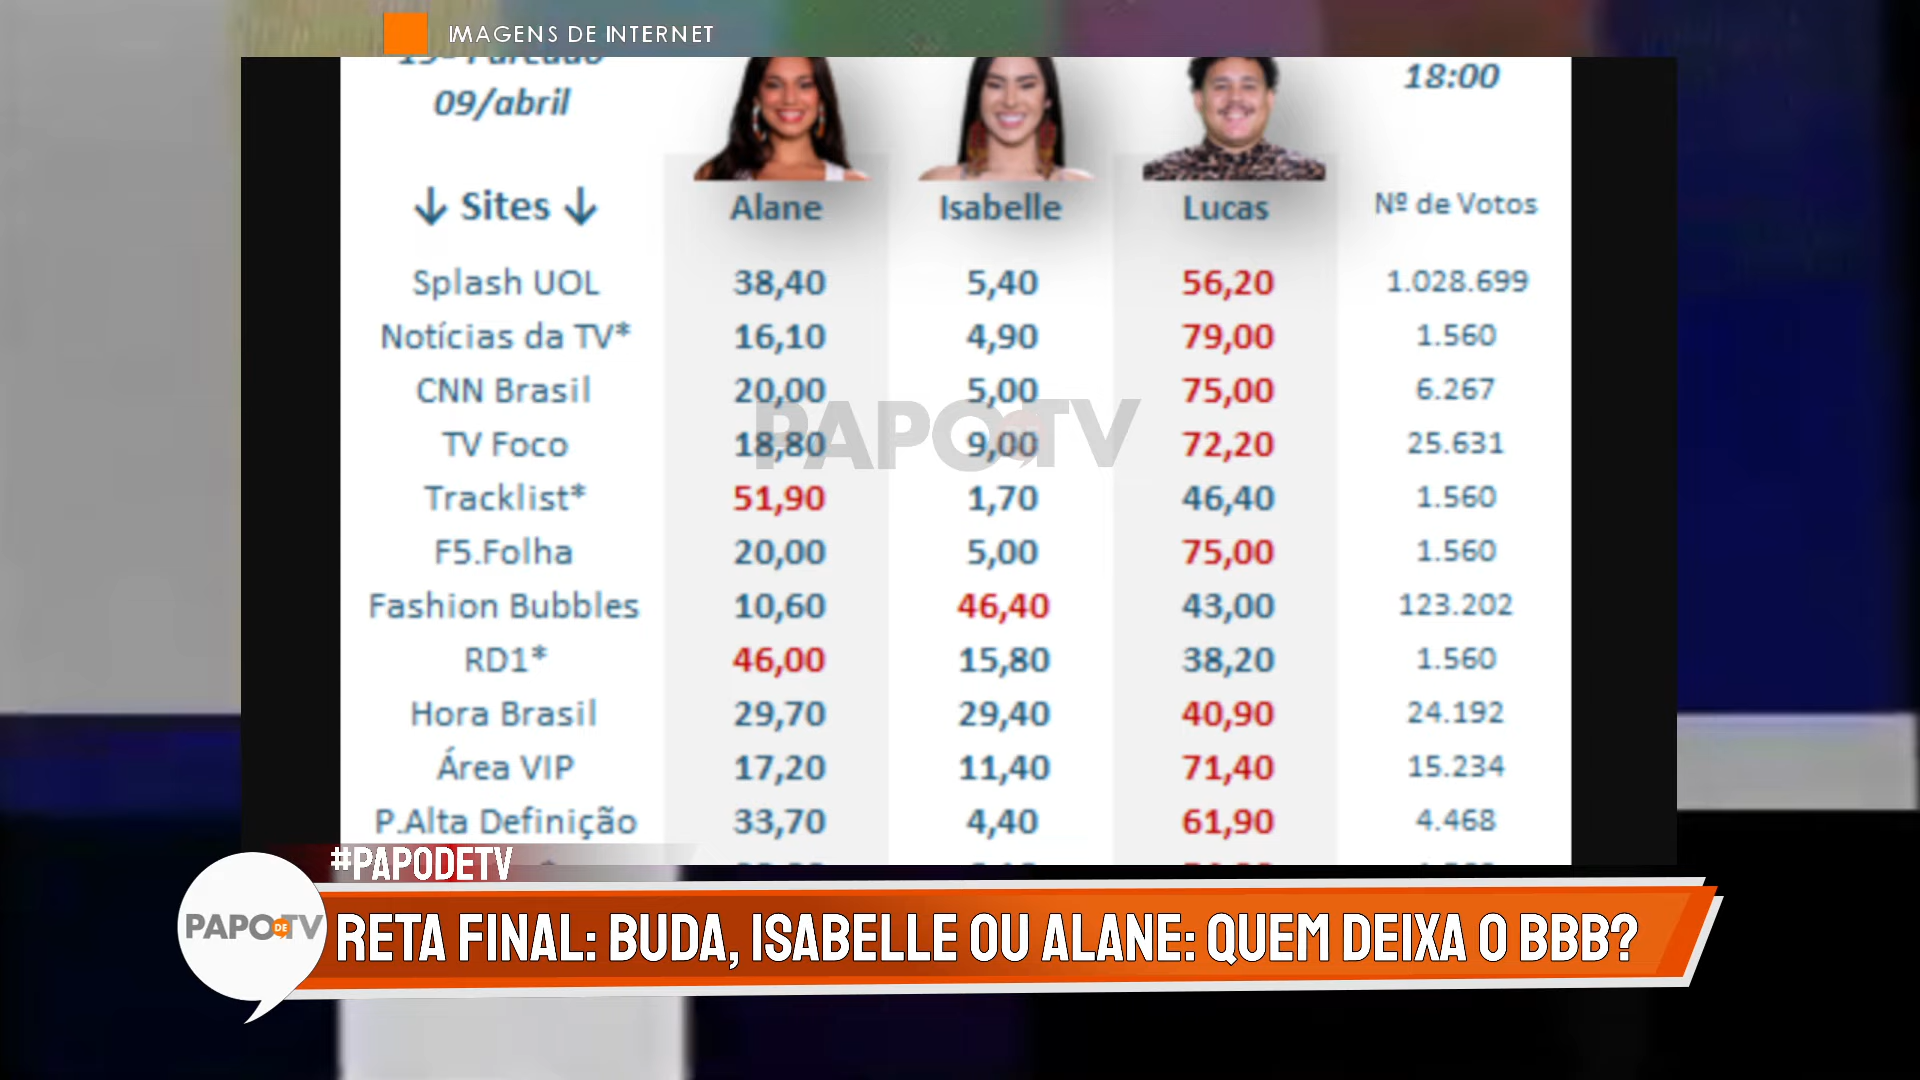 IMAGENS DE INTERNET
09/abril
18:00
↓ Sites ↓ Alane Isabelle Lucas Nº de Votos
Splash UOL 38,40 5,40 56,20 1.028.699
Notícias da TV* 16,10 4,90 79,00 1.560
CNN Brasil 20,00 5,00 75,00 6.267
PAPO DE TV
TV Foco 18,80 9,00 72,20 25.631
Tracklist* 51,90 1,70 46,40 1.560
F5.Folha 20,00 5,00 75,00 1.560
Fashion Bubbles 10,60 46,40 43,00 123.202
RD1* 46,00 15,80 38,20 1.560
Hora Brasil 29,70 29,40 40,90 24.192
Área VIP 17,20 11,40 71,40 15.234
P.Alta Definição 33,70 4,40 61,90 4.468
#PAPODETV
PAPO DE TV
RETA FINAL: BUDA, ISABELLE OU ALANE: QUEM DEIXA O BBB?